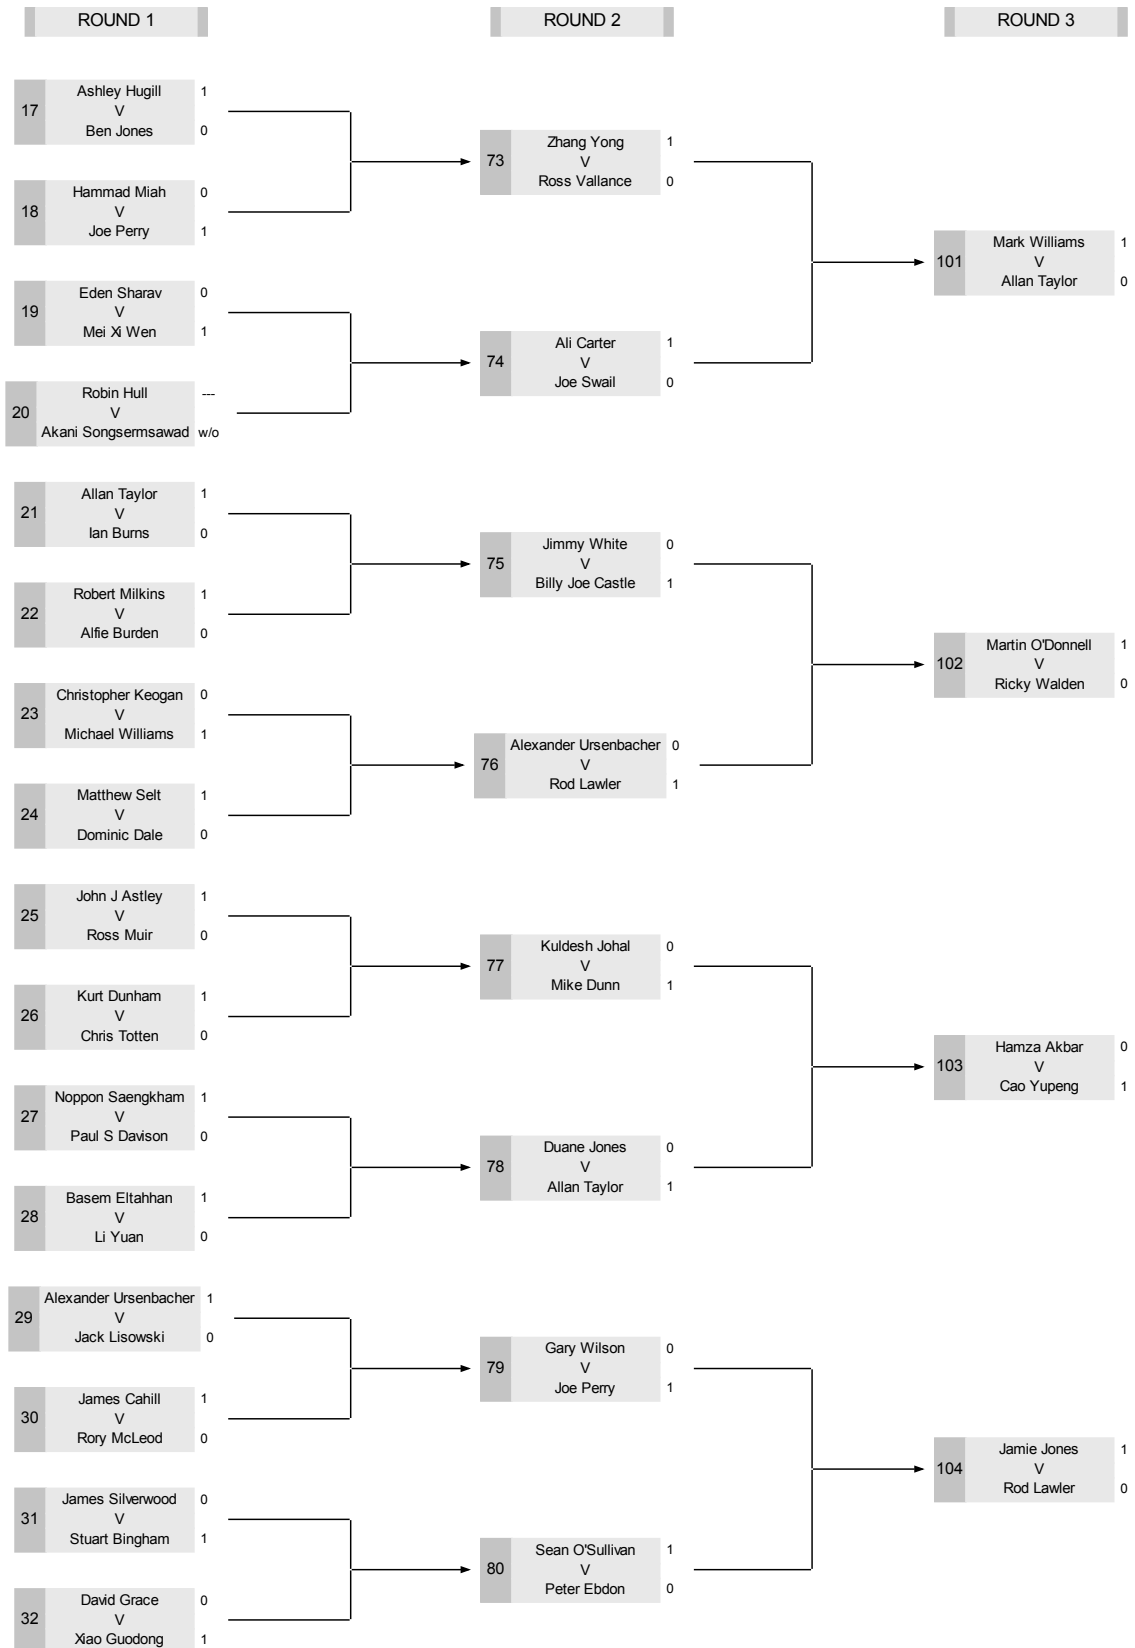 ROUND 1
ROUND 2
ROUND 3
17
Ashley Hugill 1
V
Ben Jones 0
18
Hammad Miah 0
V
Joe Perry 1
19
Eden Sharav 0
V
Mei Xi Wen 1
20
Robin Hull ---
V
Akani Songsermsawad w/o
21
Allan Taylor 1
V
Ian Burns 0
22
Robert Milkins 1
V
Alfie Burden 0
23
Christopher Keogan 0
V
Michael Williams 1
24
Matthew Selt 1
V
Dominic Dale 0
25
John J Astley 1
V
Ross Muir 0
26
Kurt Dunham 1
V
Chris Totten 0
27
Noppon Saengkham 1
V
Paul S Davison 0
28
Basem Eltahhan 1
V
Li Yuan 0
29
Alexander Ursenbacher 1
V
Jack Lisowski 0
30
James Cahill 1
V
Rory McLeod 0
31
James Silverwood 0
V
Stuart Bingham 1
32
David Grace 0
V
Xiao Guodong 1
73
Zhang Yong 1
V
Ross Vallance 0
74
Ali Carter 1
V
Joe Swail 0
75
Jimmy White 0
V
Billy Joe Castle 1
76
Alexander Ursenbacher 0
V
Rod Lawler 1
77
Kuldesh Johal 0
V
Mike Dunn 1
78
Duane Jones 0
V
Allan Taylor 1
79
Gary Wilson 0
V
Joe Perry 1
80
Sean O'Sullivan 1
V
Peter Ebdon 0
101
Mark Williams 1
V
Allan Taylor 0
102
Martin O'Donnell 1
V
Ricky Walden 0
103
Hamza Akbar 0
V
Cao Yupeng 1
104
Jamie Jones 1
V
Rod Lawler 0